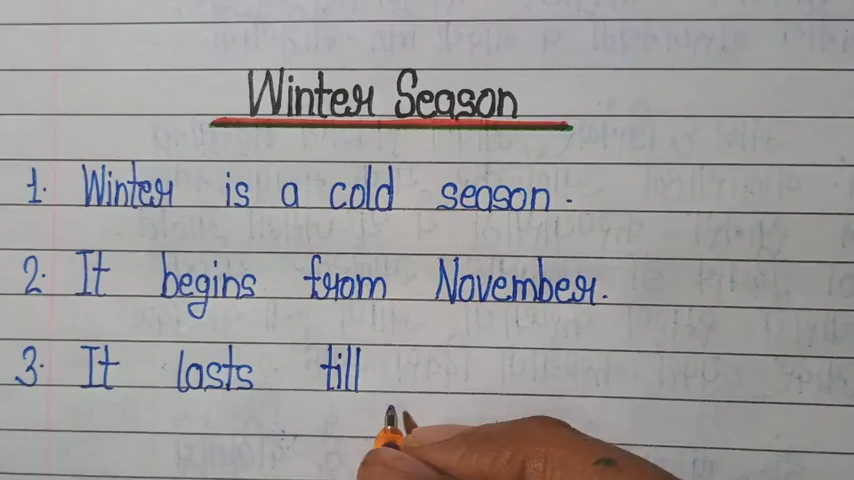 Winter Season
1. Winter is a cold season.
2. It begins from November.
3. It lasts till